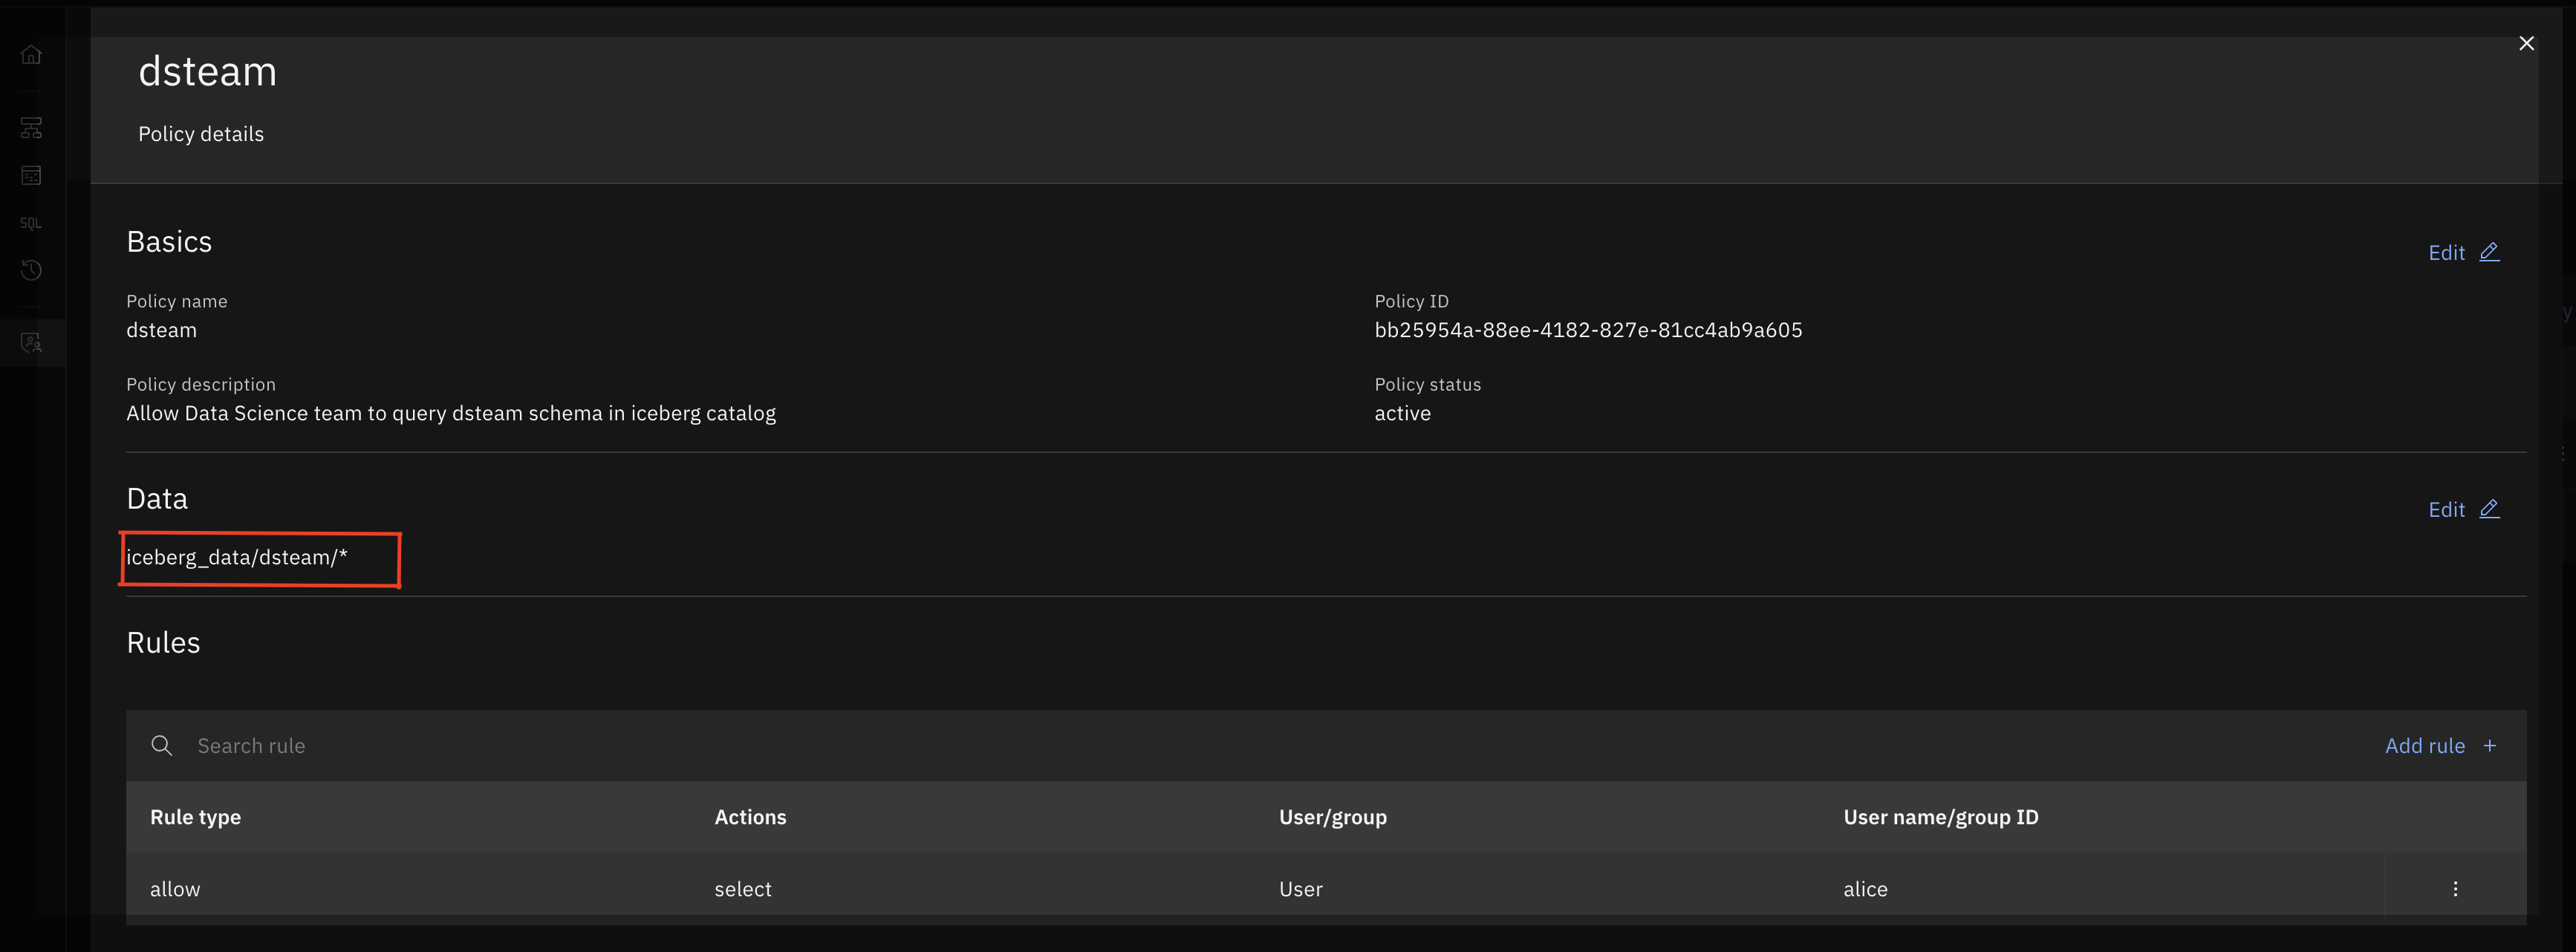 dsteam
Policy details
SQL
Basics
Edit
Policy name
Policy ID
dsteam
bb25954a-88ee-4182-827e-81cc4ab9a605
y
Policy description
Policy status
Allow Data Science team to query dsteam schema in iceberg catalog
active
Data
Edit
iceberg_data/dsteam/*
Rules
Search rule
Add rule +
Rule type Actions User/group User name/group ID
allow select User alice